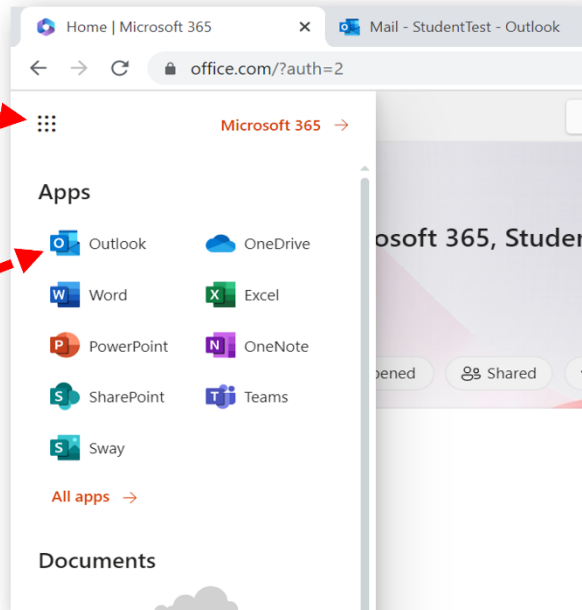 Home | Microsoft 365
Mail - StudentTest - Outlook
office.com/?auth=2
Microsoft 365 →
Apps
Outlook OneDrive
osoft 365, Studen
Word Excel
PowerPoint OneNote
pened Shared
SharePoint Teams
Sway
All apps →
Documents